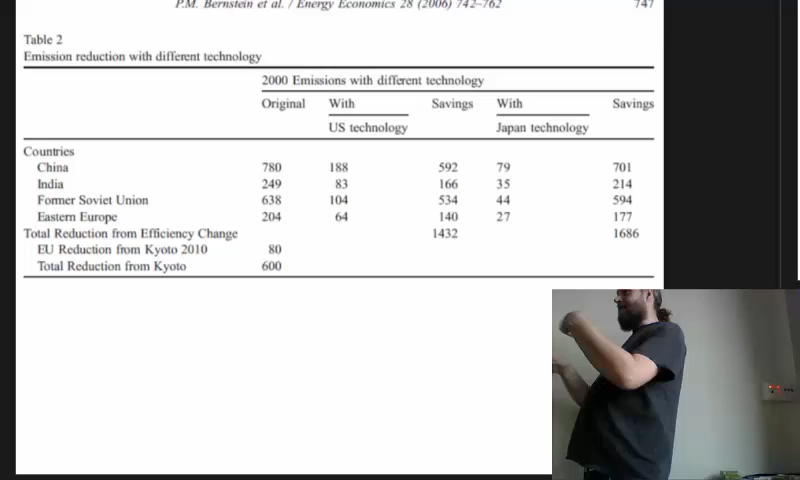 P.M. Bernstein et al. / Energy Economics 28 (2006) 742–762 747
Table 2
Emission reduction with different technology
2000 Emissions with different technology
Original With Savings With Savings
US technology Japan technology
Countries
China 780 188 592 79 701
India 249 83 166 35 214
Former Soviet Union 638 104 534 44 594
Eastern Europe 204 64 140 27 177
Total Reduction from Efficiency Change 1432 1686
EU Reduction from Kyoto 2010 80
Total Reduction from Kyoto 600